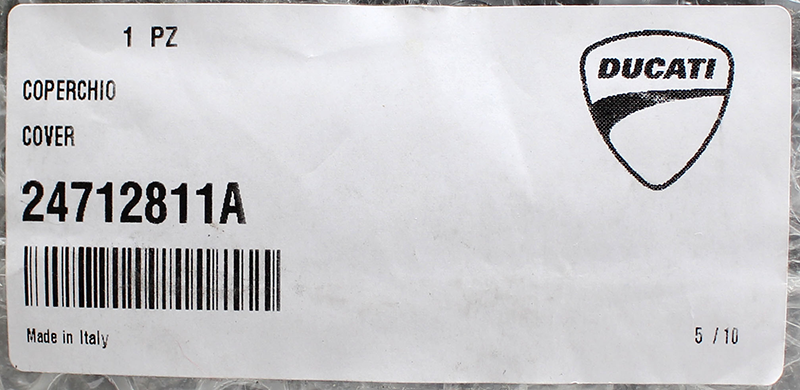 1 PZ
DUCATI
COPERCHIO
COVER
24712811A
Made in Italy
5 / 10